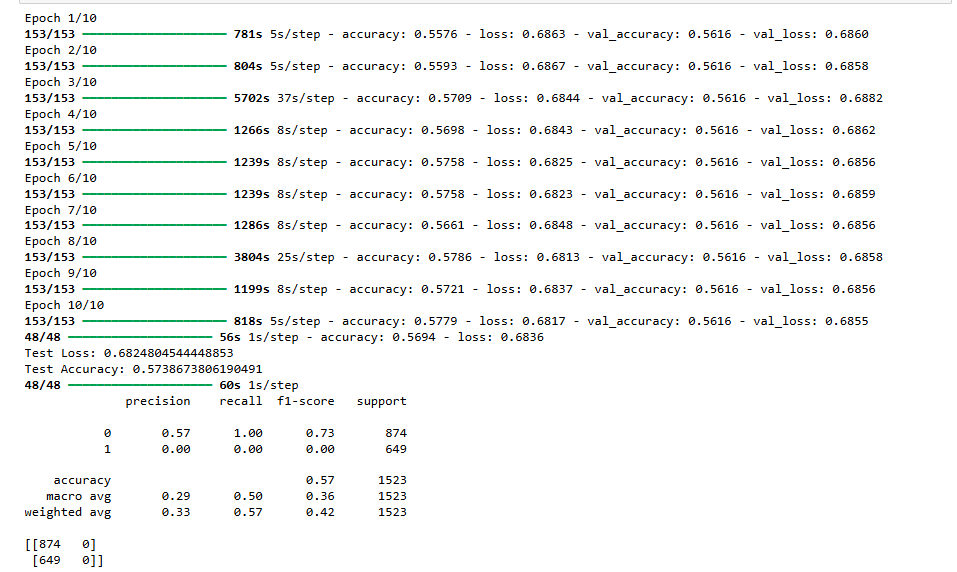 Epoch 1/10
153/153 ━━━━━━━━━━━━━━━━━━━━ 781s 5s/step - accuracy: 0.5576 - loss: 0.6863 - val_accuracy: 0.5616 - val_loss: 0.6860
Epoch 2/10
153/153 ━━━━━━━━━━━━━━━━━━━━ 804s 5s/step - accuracy: 0.5593 - loss: 0.6867 - val_accuracy: 0.5616 - val_loss: 0.6858
Epoch 3/10
153/153 ━━━━━━━━━━━━━━━━━━━━ 5702s 37s/step - accuracy: 0.5709 - loss: 0.6844 - val_accuracy: 0.5616 - val_loss: 0.6882
Epoch 4/10
153/153 ━━━━━━━━━━━━━━━━━━━━ 1266s 8s/step - accuracy: 0.5698 - loss: 0.6843 - val_accuracy: 0.5616 - val_loss: 0.6862
Epoch 5/10
153/153 ━━━━━━━━━━━━━━━━━━━━ 1239s 8s/step - accuracy: 0.5758 - loss: 0.6825 - val_accuracy: 0.5616 - val_loss: 0.6856
Epoch 6/10
153/153 ━━━━━━━━━━━━━━━━━━━━ 1239s 8s/step - accuracy: 0.5758 - loss: 0.6823 - val_accuracy: 0.5616 - val_loss: 0.6859
Epoch 7/10
153/153 ━━━━━━━━━━━━━━━━━━━━ 1286s 8s/step - accuracy: 0.5661 - loss: 0.6848 - val_accuracy: 0.5616 - val_loss: 0.6856
Epoch 8/10
153/153 ━━━━━━━━━━━━━━━━━━━━ 3804s 25s/step - accuracy: 0.5786 - loss: 0.6813 - val_accuracy: 0.5616 - val_loss: 0.6858
Epoch 9/10
153/153 ━━━━━━━━━━━━━━━━━━━━ 1199s 8s/step - accuracy: 0.5721 - loss: 0.6837 - val_accuracy: 0.5616 - val_loss: 0.6856
Epoch 10/10
153/153 ━━━━━━━━━━━━━━━━━━━━ 818s 5s/step - accuracy: 0.5779 - loss: 0.6817 - val_accuracy: 0.5616 - val_loss: 0.6855
48/48 ━━━━━━━━━━━━━━━━━━━━ 56s 1s/step - accuracy: 0.5694 - loss: 0.6836
Test Loss: 0.6824804544448853
Test Accuracy: 0.5738673806190491
48/48 ━━━━━━━━━━━━━━━━━━━━ 60s 1s/step
precision recall f1-score support
0 0.57 1.00 0.73 874
1 0.00 0.00 0.00 649
accuracy 0.57 1523
macro avg 0.29 0.50 0.36 1523
weighted avg 0.33 0.57 0.42 1523
[[874 0]
[649 0]]